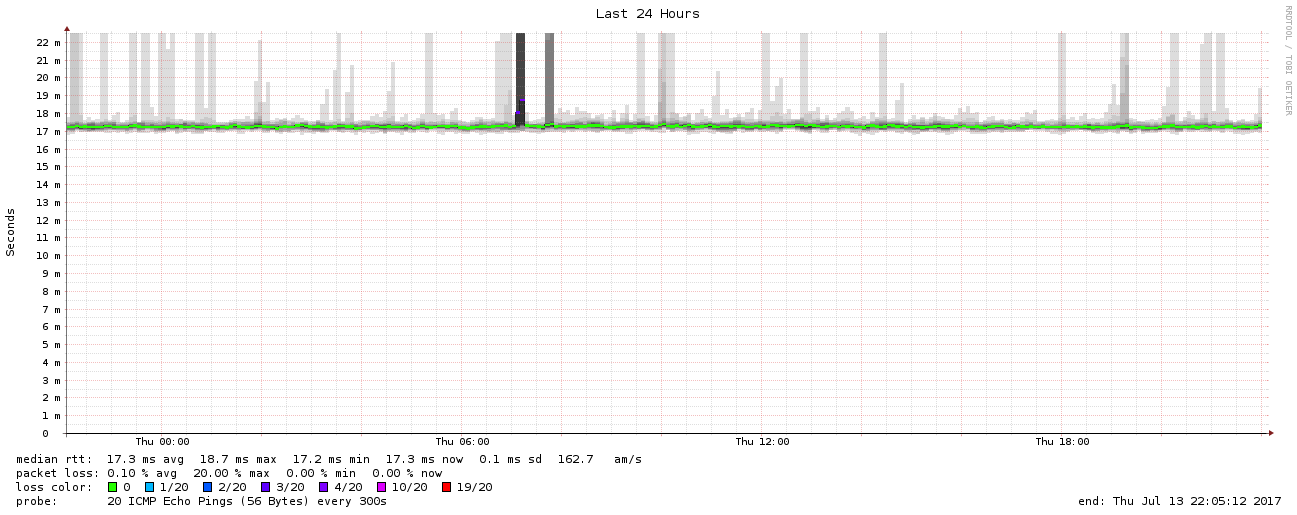 Last 24 Hours
RRDTOOL / TOBI OETIKER
22 m
21 m
20 m
19 m
18 m
17 m
16 m
15 m
14 m
13 m
12 m
11 m
10 m
9 m
8 m
7 m
6 m
5 m
4 m
3 m
2 m
1 m
0
Seconds
Thu 00:00 Thu 06:00 Thu 12:00 Thu 18:00
median rtt: 17.3 ms avg 18.7 ms max 17.2 ms min 17.3 ms now 0.1 ms sd 162.7 am/s
packet loss: 0.10 % avg 20.00 % max 0.00 % min 0.00 % now
loss color: 0 1/20 2/20 3/20 4/20 10/20 19/20
probe: 20 ICMP Echo Pings (56 Bytes) every 300s end: Thu Jul 13 22:05:12 2017